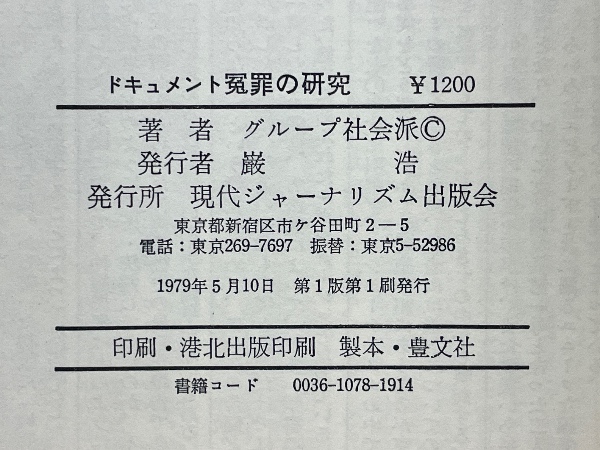 ドキュメント冤罪の研究 ¥1200
著者 グループ社会派©
発行者 巌浩
発行所 現代ジャーナリズム出版会
東京都新宿区市ケ谷田町2―5
電話：東京269-7697 振替：東京5-52986
1979年5月10日 第1版第1刷発行
印刷・港北出版印刷 製本・豊文社
書籍コード 0036-1078-1914